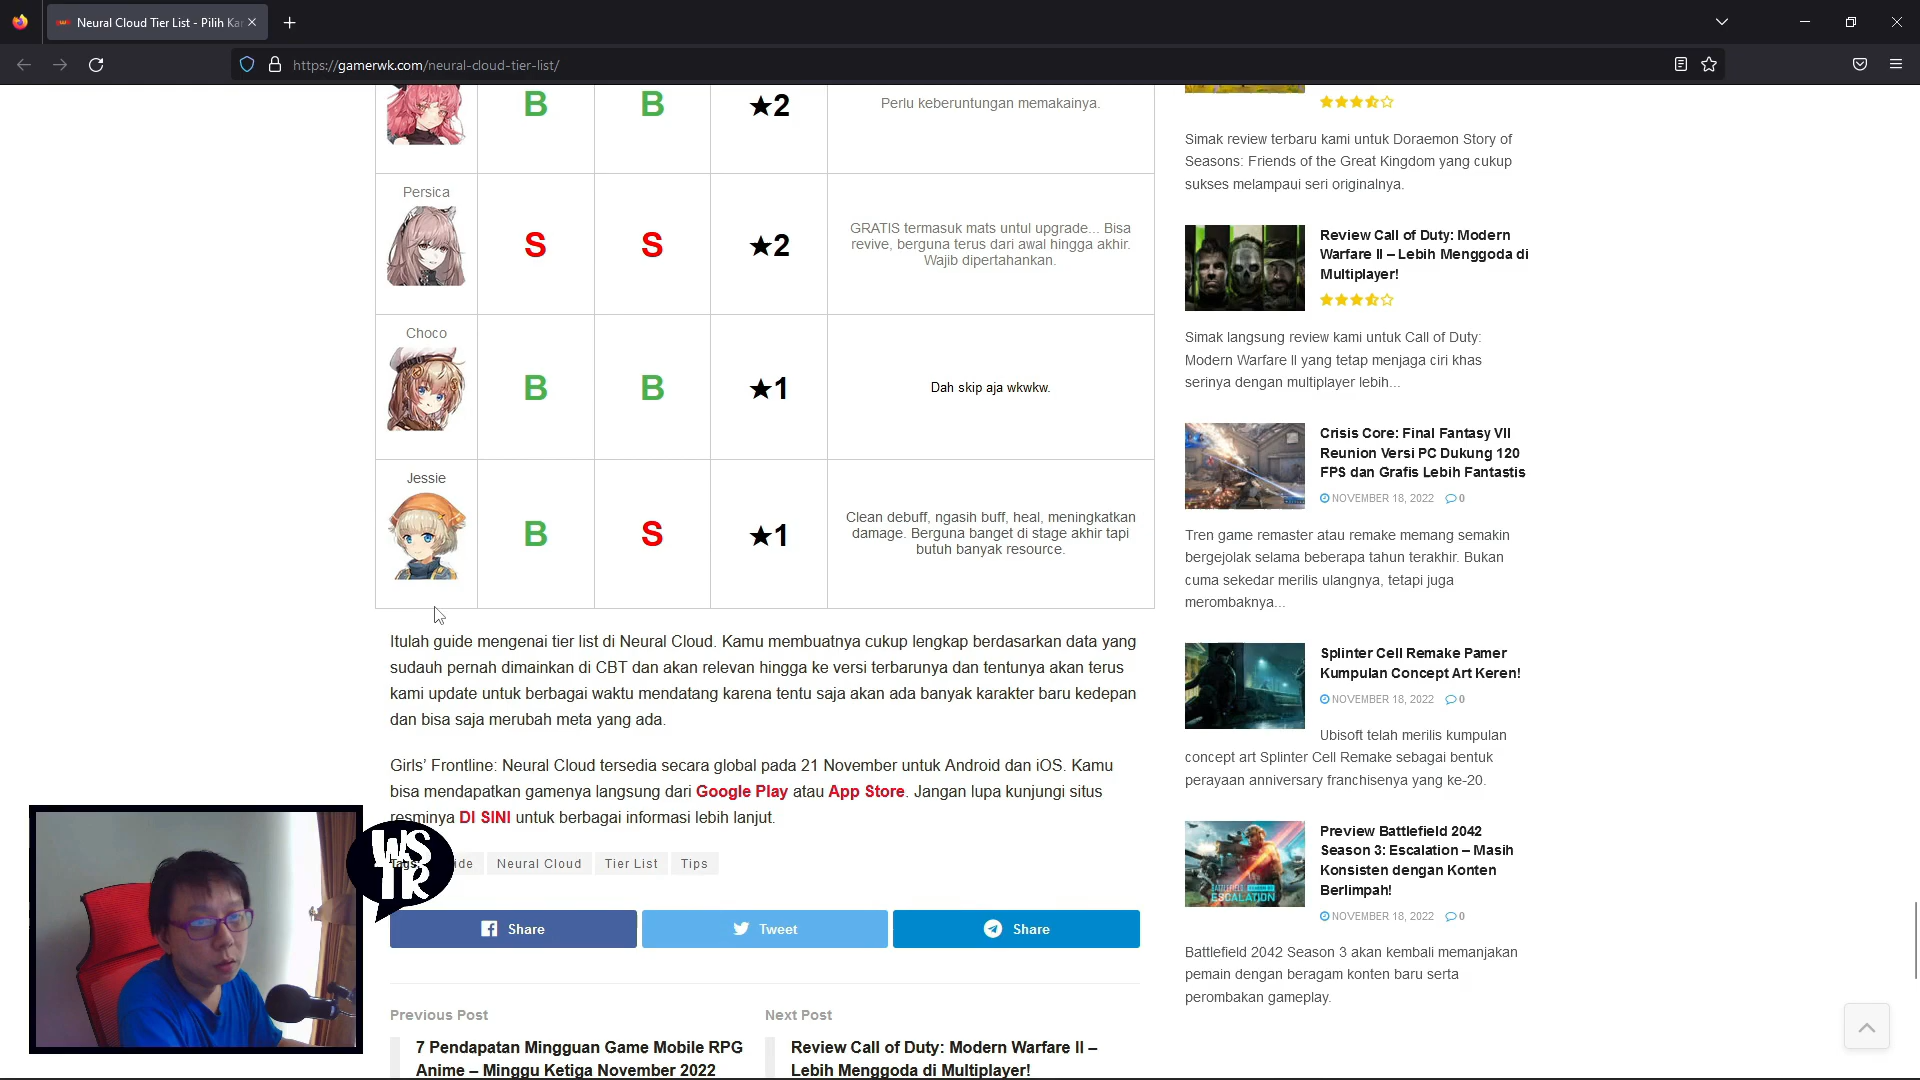 Neural Cloud Tier List - Pilih Ka
https://gamerwk.com/neural-cloud-tier-list/
B
B
★2
Perlu keberuntungan memakainya.
Persica
S
S
★2
GRATIS termasuk mats untul upgrade... Bisa
revive, berguna terus dari awal hingga akhir.
Wajib dipertahankan.
Choco
B
B
★1
Dah skip aja wkwkw.
Jessie
B
S
★1
Clean debuff, ngasih buff, heal, meningkatkan
damage. Berguna banget di stage akhir tapi
butuh banyak resource.
Itulah guide mengenai tier list di Neural Cloud. Kamu membuatnya cukup lengkap berdasarkan data yang
sudauh pernah dimainkan di CBT dan akan relevan hingga ke versi terbarunya dan tentunya akan terus
kami update untuk berbagai waktu mendatang karena tentu saja akan ada banyak karakter baru kedepan
dan bisa saja merubah meta yang ada.
Girls’ Frontline: Neural Cloud tersedia secara global pada 21 November untuk Android dan iOS. Kamu
bisa mendapatkan gamenya langsung dari Google Play atau App Store. Jangan lupa kunjungi situs
resminya DI SINI untuk berbagai informasi lebih lanjut.
Neural Cloud
Tier List
Tips
WS
TR
Share
Tweet
Share
Previous Post
7 Pendapatan Mingguan Game Mobile RPG
Anime – Minggu Ketiga November 2022
Next Post
Review Call of Duty: Modern Warfare II –
Lebih Menggoda di Multiplayer!
Simak review terbaru kami untuk Doraemon Story of
Seasons: Friends of the Great Kingdom yang cukup
sukses melampaui seri originalnya.
Review Call of Duty: Modern
Warfare II – Lebih Menggoda di
Multiplayer!
Simak langsung review kami untuk Call of Duty:
Modern Warfare II yang tetap menjaga ciri khas
serinya dengan multiplayer lebih...
Crisis Core: Final Fantasy VII
Reunion Versi PC Dukung 120
FPS dan Grafis Lebih Fantastis
NOVEMBER 18, 2022 0
Tren game remaster atau remake memang semakin
bergejolak selama beberapa tahun terakhir. Bukan
cuma sekedar merilis ulangnya, tetapi juga
merombaknya...
Splinter Cell Remake Pamer
Kumpulan Concept Art Keren!
NOVEMBER 18, 2022 0
Ubisoft telah merilis kumpulan
concept art Splinter Cell Remake sebagai bentuk
perayaan anniversary franchisenya yang ke-20.
Preview Battlefield 2042
Season 3: Escalation – Masih
Konsisten dengan Konten
Berlimpah!
ESCALATION
NOVEMBER 18, 2022 0
Battlefield 2042 Season 3 akan kembali memanjakan
pemain dengan beragam konten baru serta
perombakan gameplay.